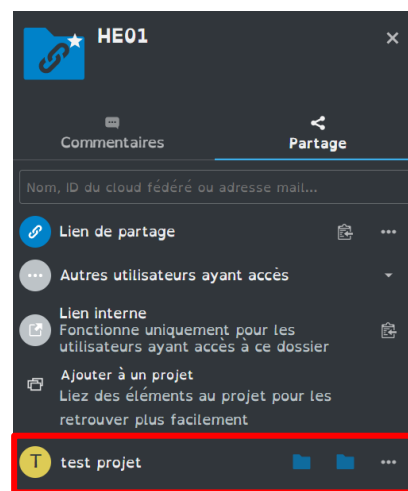 HE01
Commentaires
Partage
Nom, ID du cloud fédéré ou adresse mail...
Lien de partage
Autres utilisateurs ayant accès
Lien interne
Fonctionne uniquement pour les
utilisateurs ayant accès à ce dossier
Ajouter à un projet
Liez des éléments au projet pour les
retrouver plus facilement
T test projet